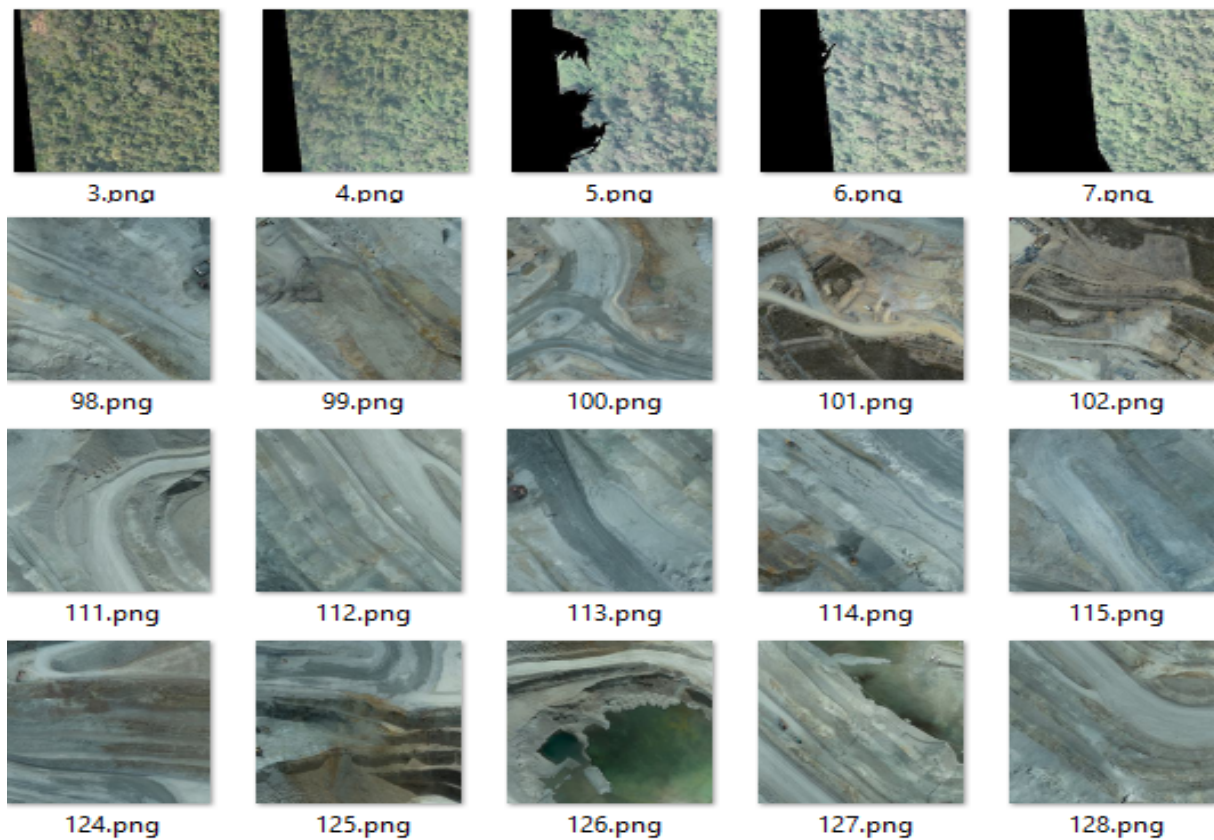 3.png 4.png 5.png 6.png 7.png
98.png 99.png 100.png 101.png 102.png
111.png 112.png 113.png 114.png 115.png
124.png 125.png 126.png 127.png 128.png